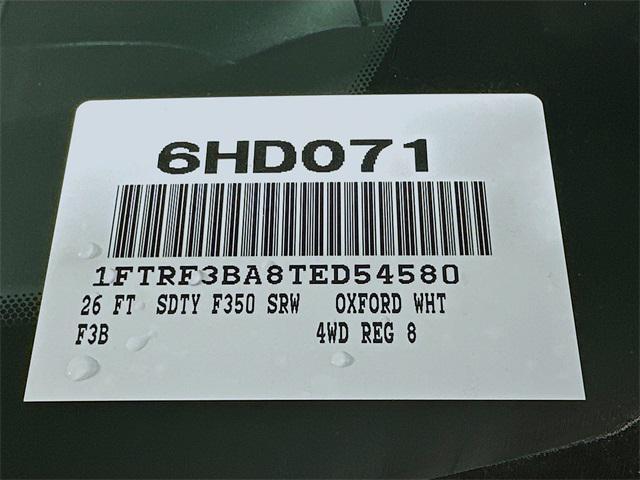 6HD071
1FTRF3BA8TED54580
26 FT SDTY F350 SRW OXFORD WHT
F3B 4WD REG 8